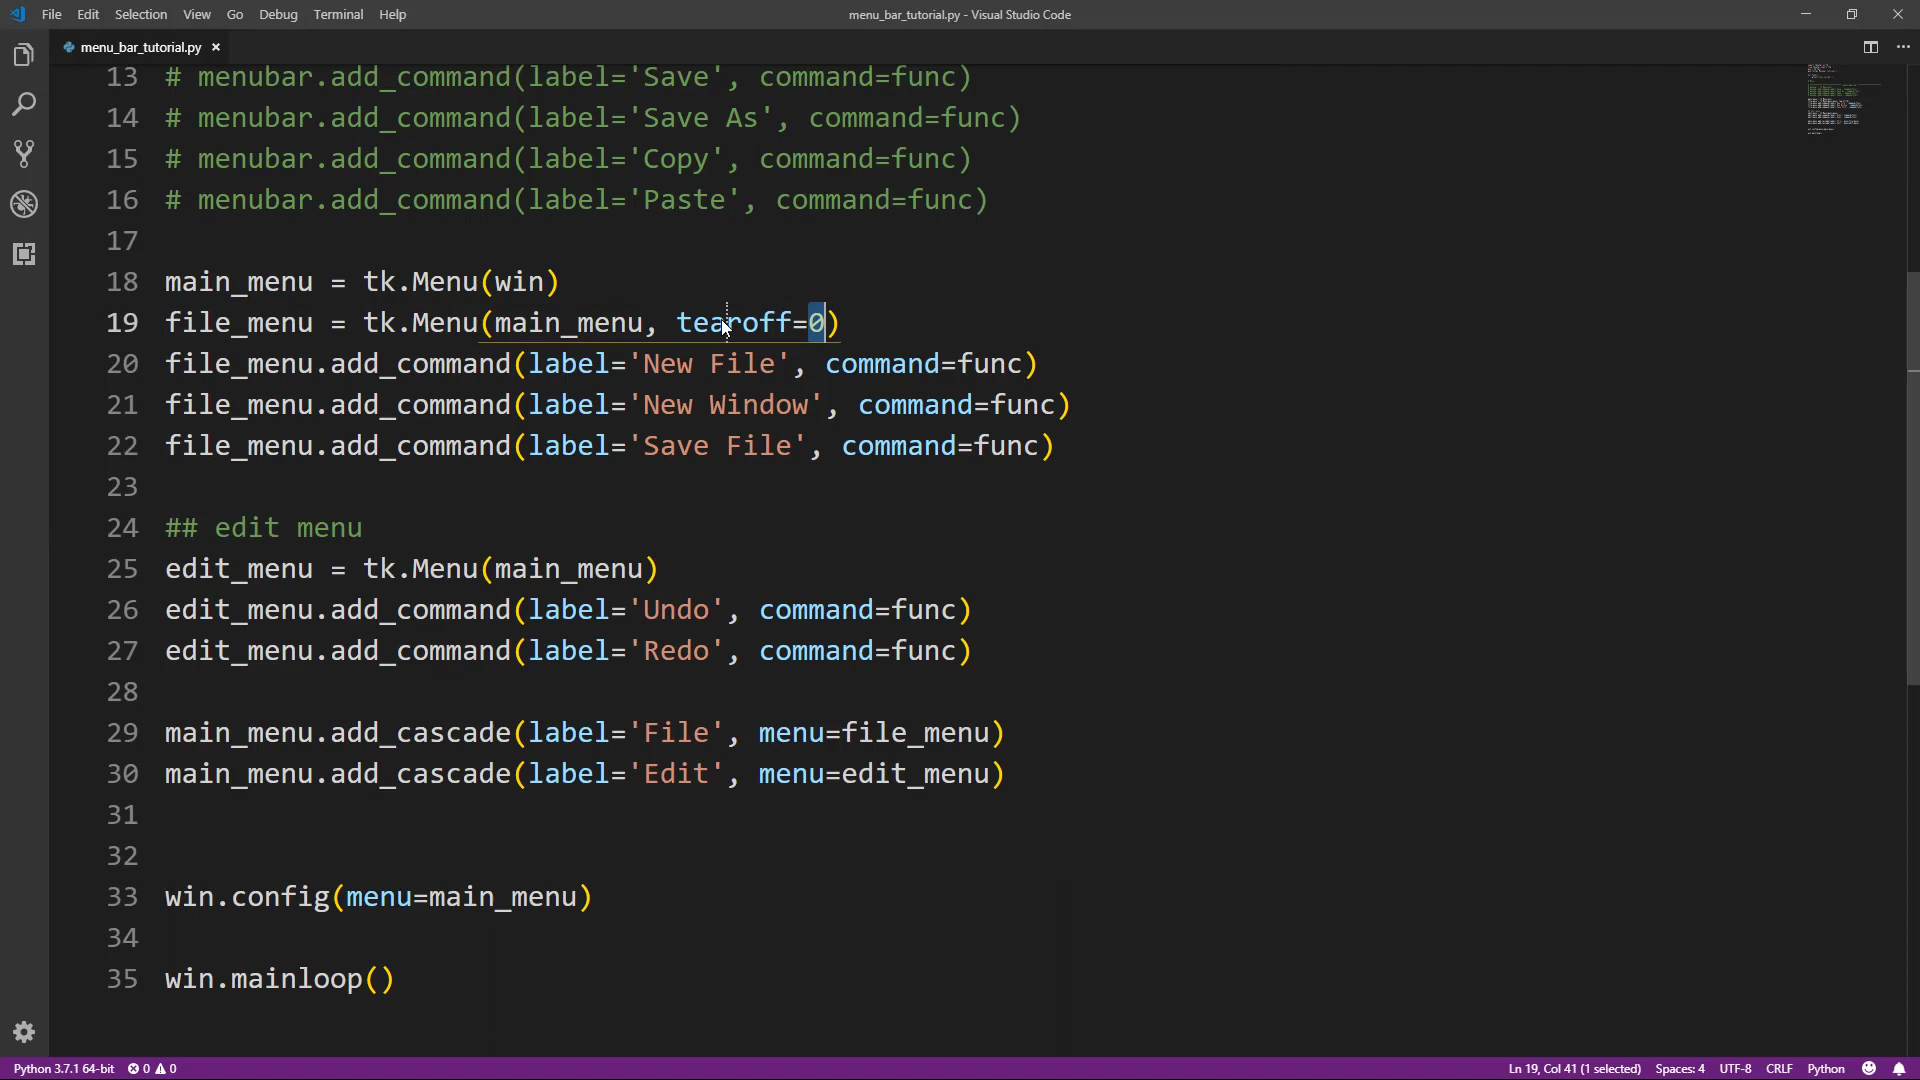 File Edit Selection View Go Debug Terminal Help
menu_bar_tutorial.py - Visual Studio Code
menu_bar_tutorial.py
13 # menubar.add_command(label='Save', command=func)
14 # menubar.add_command(label='Save As', command=func)
15 # menubar.add_command(label='Copy', command=func)
16 # menubar.add_command(label='Paste', command=func)
17
18 main_menu = tk.Menu(win)
19 file_menu = tk.Menu(main_menu, tearoff=0)
20 file_menu.add_command(label='New File', command=func)
21 file_menu.add_command(label='New Window', command=func)
22 file_menu.add_command(label='Save File', command=func)
23
24 ## edit menu
25 edit_menu = tk.Menu(main_menu)
26 edit_menu.add_command(label='Undo', command=func)
27 edit_menu.add_command(label='Redo', command=func)
28
29 main_menu.add_cascade(label='File', menu=file_menu)
30 main_menu.add_cascade(label='Edit', menu=edit_menu)
31
32
33 win.config(menu=main_menu)
34
35 win.mainloop()
Python 3.7.1 64-bit 0 0 Ln 19, Col 41 (1 selected) Spaces: 4 UTF-8 CRLF Python